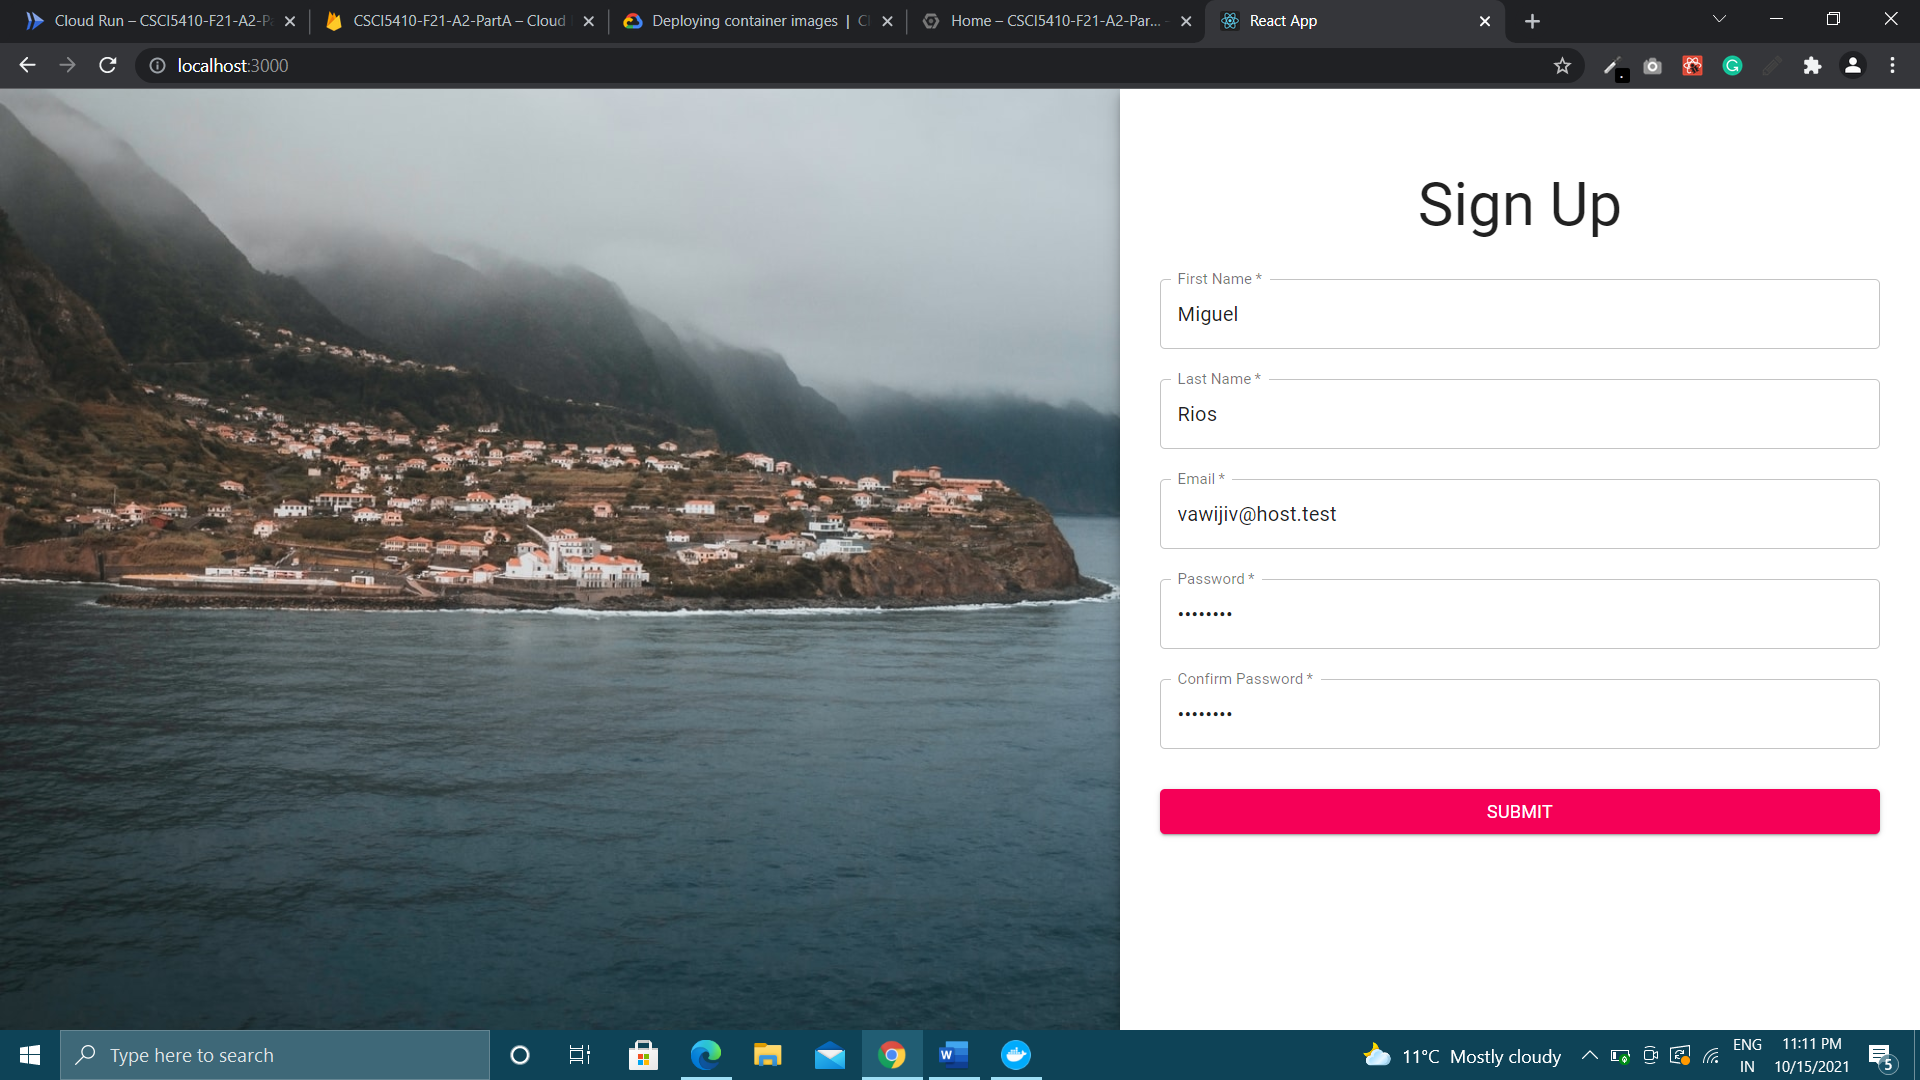 Cloud Run – CSCI5410-F21-A2-Pa
CSCI5410-F21-A2-PartA – Cloud
Deploying container images | Cl
Home – CSCI5410-F21-A2-Par... –
React App
localhost:3000
Sign Up
First Name *
Miguel
Last Name *
Rios
Email *
vawijiv@host.test
Password *
••••••••
Confirm Password *
••••••••
SUBMIT
Type here to search
11°C Mostly cloudy
ENG
IN
11:11 PM
10/15/2021
5